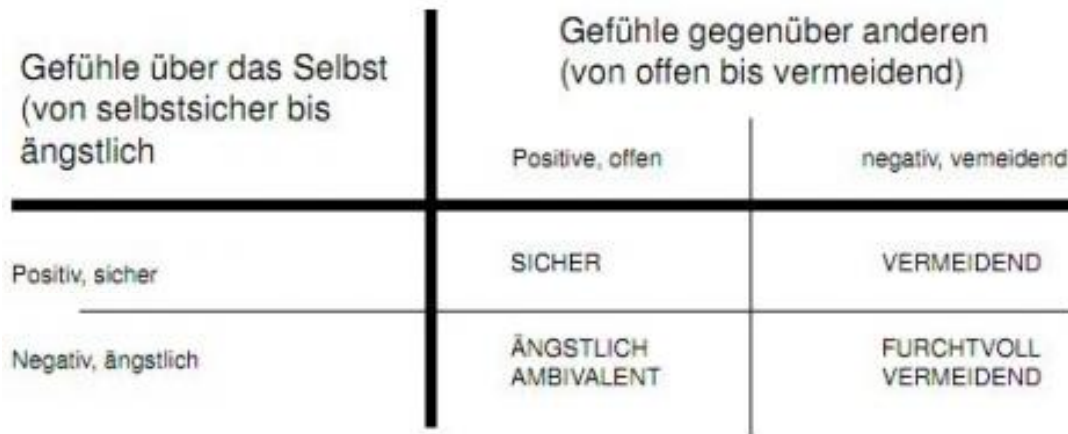 Gefühle über das Selbst
(von selbstsicher bis
ängstlich
Gefühle gegenüber anderen
(von offen bis vermeidend)
Positive, offen
negativ, vemeidend
Positiv, sicher
SICHER
VERMEIDEND
Negativ, ängstlich
ÄNGSTLICH
AMBIVALENT
FURCHTVOLL
VERMEIDEND